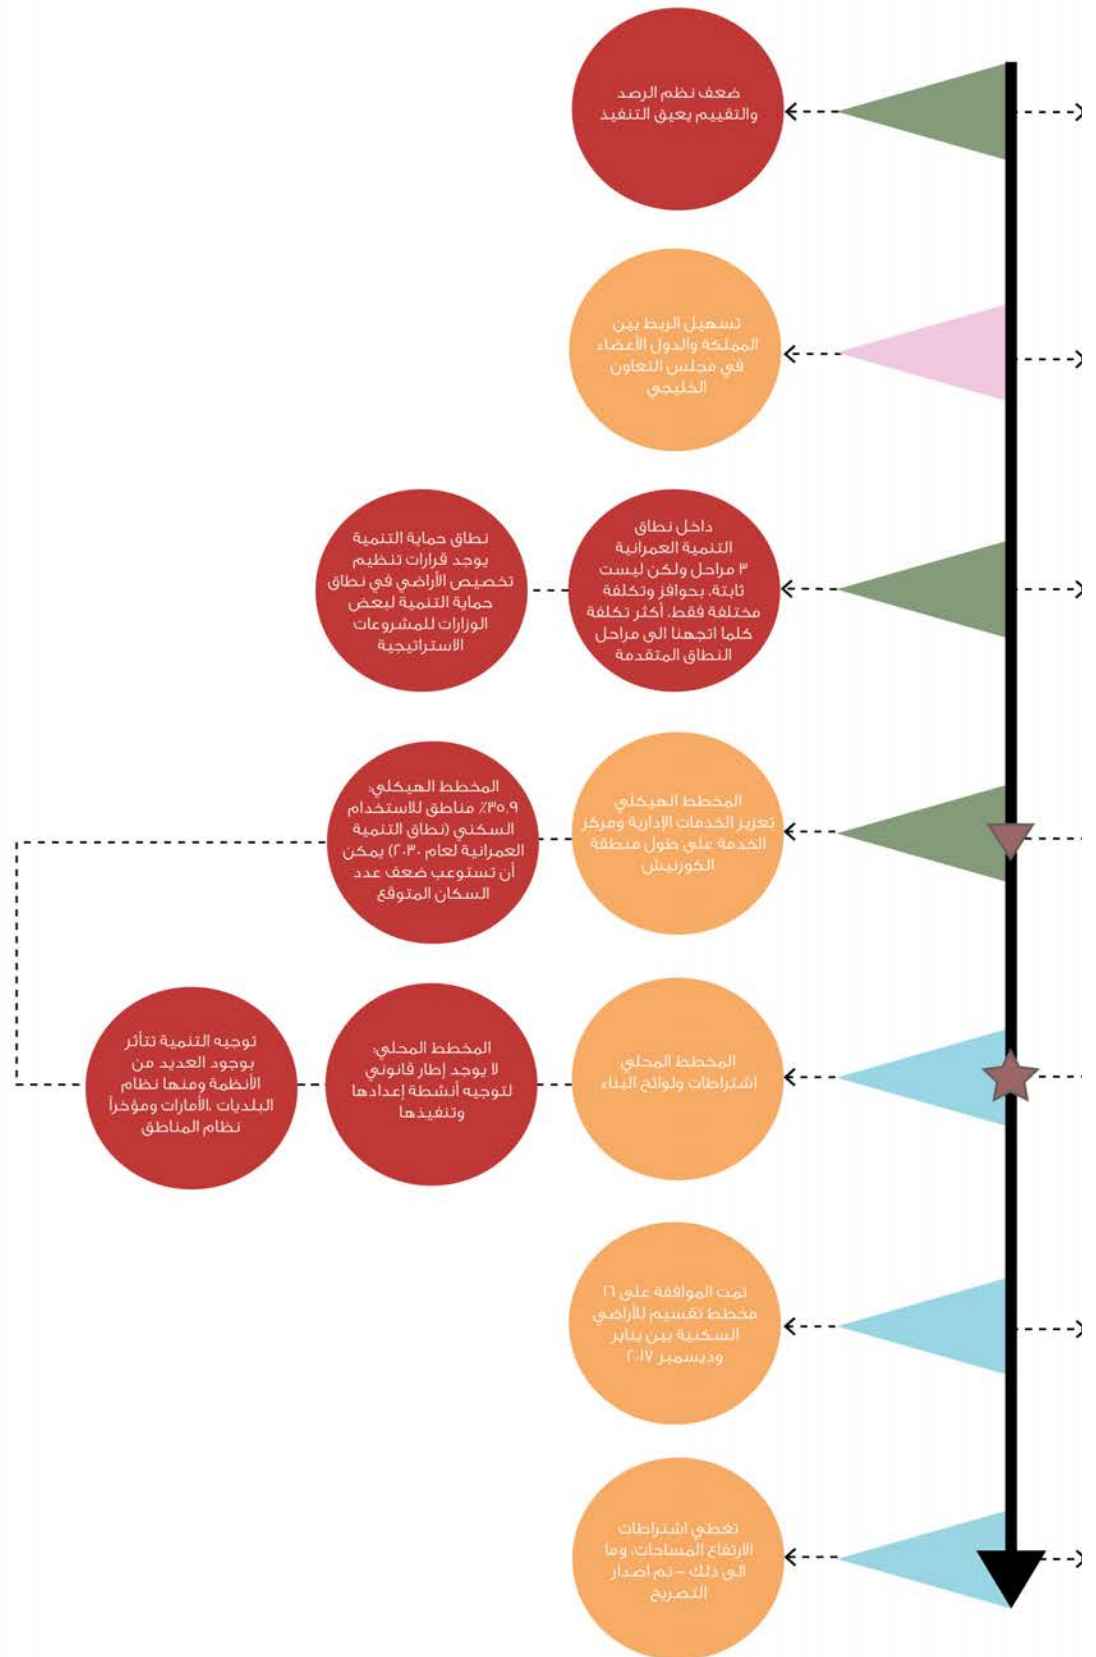 ضعف نظم الرصد
والتقييم يعيق التنفيذ
تسهيل الربط بين
المملكة والدول الأعضاء
في مجلس التعاون
الخليجي
داخل نطاق
التنمية العمرانية
٣ مراحل ولكن ليست
ثابتة، بحوافز وتكلفة
مختلفة فقط، أكثر تكلفة
كلما اتجهنا الى مراحل
النطاق المتقدمة
نطاق حماية التنمية
يوجد قرارات تنظيم
تخصيص الأراضي في نطاق
حماية التنمية لبعض
الوزارات للمشروعات
الاستراتيجية
المخطط الهيكلي
تعزيز الخدمات الإدارية ومركز
الخدمة على طول منطقة
الكورنيش
المخطط الهيكلي:
٣٥.٩٪ مناطق للاستخدام
السكني (نطاق التنمية
العمرانية لعام ٢٠٣٠) يمكن
أن تستوعب ضعف عدد
السكان المتوقع
المخطط المحلي
اشتراطات ولوائح البناء
المخطط المحلي:
لا يوجد إطار قانوني
لتوجيه أنشطة إعدادها
وتنفيذها
توجيه التنمية تتأثر
بوجود العديد من
الأنظمة ومنها نظام
البلديات ،الأمارات ومؤخراً
نظام المناطق
تمت الموافقة على ١٦
مخطط تقسيم للأراضي
السكنية بين يناير
وديسمبر ٢٠١٧
تغطي اشتراطات
الارتفاع المساحات، وما
الى ذلك – تم اصدار
التصريح